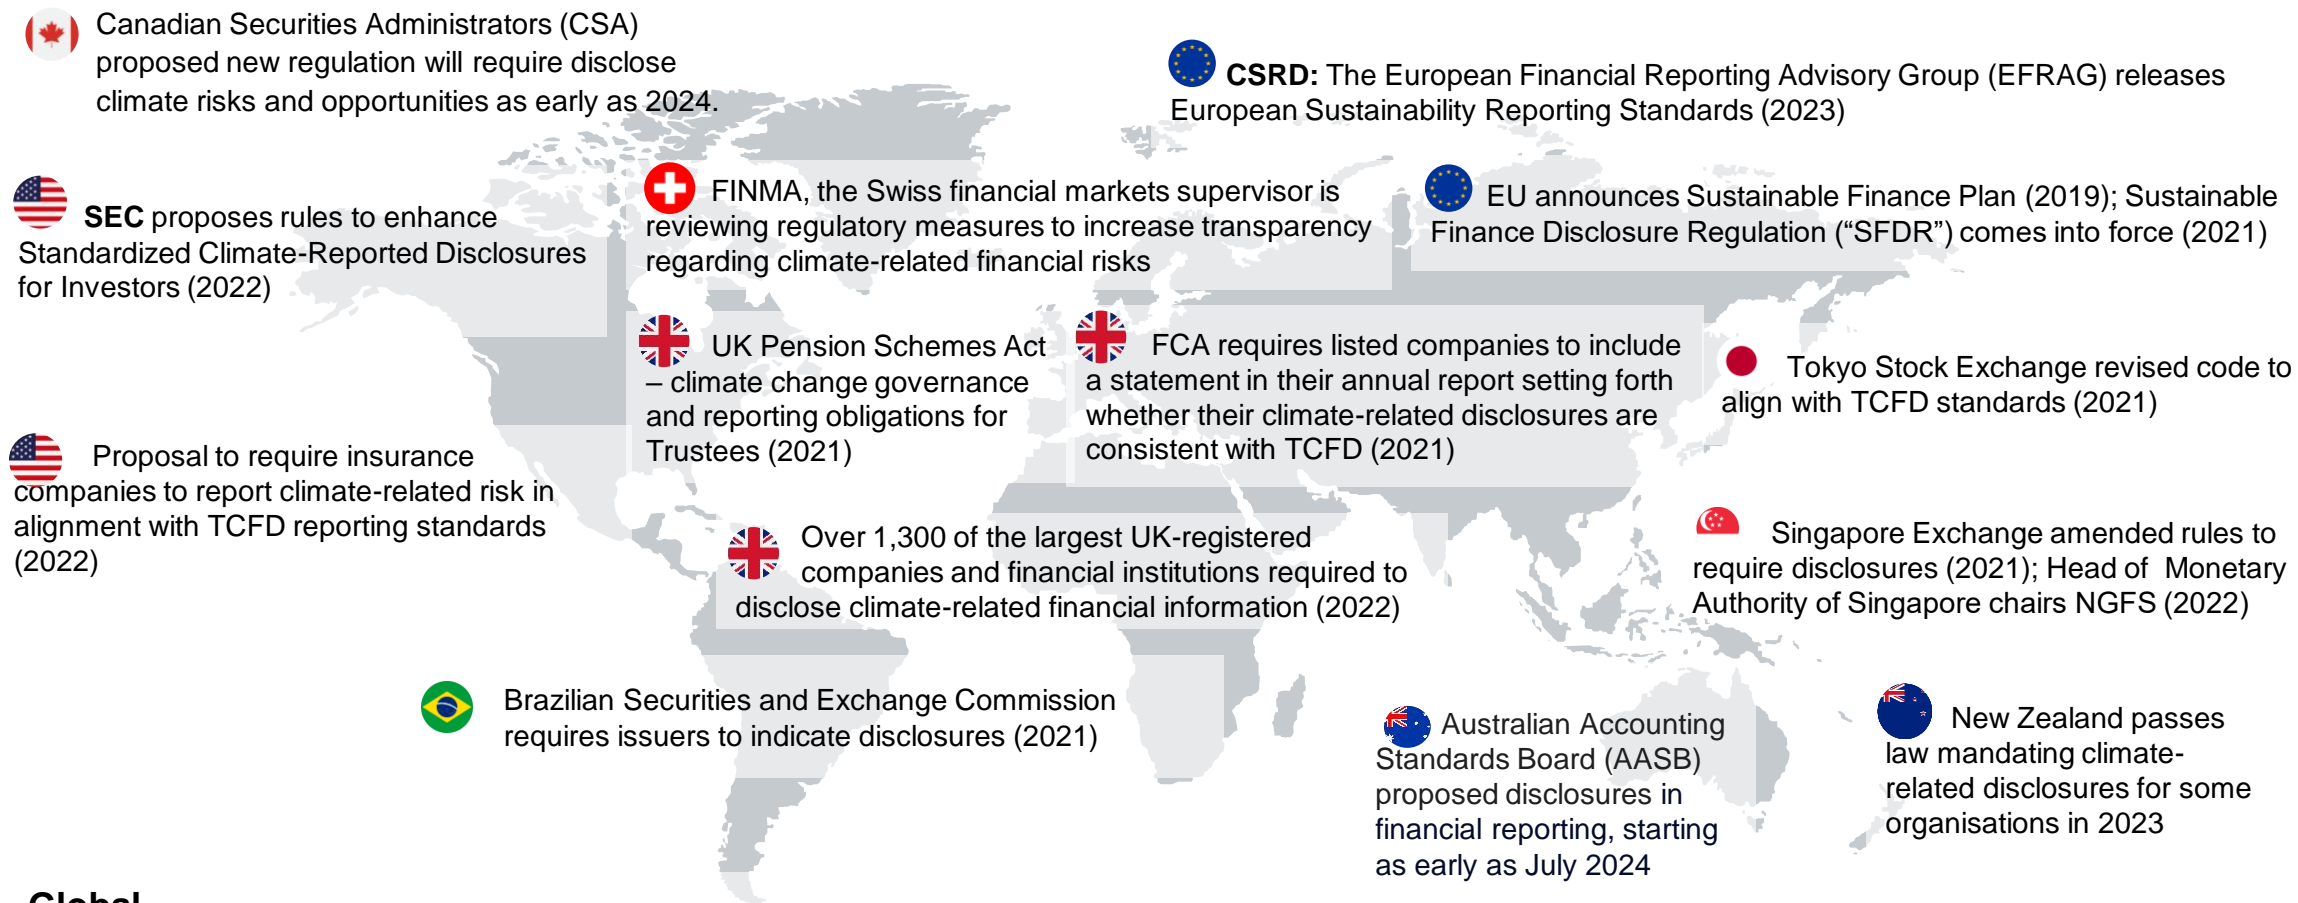 Canadian Securities Administrators (CSA)
proposed new regulation will require disclose
climate risks and opportunities as early as 2024.
CSRD: The European Financial Reporting Advisory Group (EFRAG) releases
European Sustainability Reporting Standards (2023)
SEC proposes rules to enhance
Standardized Climate-Reported Disclosures
for Investors (2022)
FINMA, the Swiss financial markets supervisor is
reviewing regulatory measures to increase transparency
regarding climate-related financial risks
EU announces Sustainable Finance Plan (2019); Sustainable
Finance Disclosure Regulation (“SFDR”) comes into force (2021)
UK Pension Schemes Act
– climate change governance
and reporting obligations for
Trustees (2021)
FCA requires listed companies to include
a statement in their annual report setting forth
whether their climate-related disclosures are
consistent with TCFD (2021)
Tokyo Stock Exchange revised code to
align with TCFD standards (2021)
Proposal to require insurance
companies to report climate-related risk in
alignment with TCFD reporting standards
(2022)
Over 1,300 of the largest UK-registered
companies and financial institutions required to
disclose climate-related financial information (2022)
Singapore Exchange amended rules to
require disclosures (2021); Head of Monetary
Authority of Singapore chairs NGFS (2022)
Brazilian Securities and Exchange Commission
requires issuers to indicate disclosures (2021)
Australian Accounting
Standards Board (AASB)
proposed disclosures in
financial reporting, starting
as early as July 2024
New Zealand passes
law mandating climate-
related disclosures for some
organisations in 2023
Global